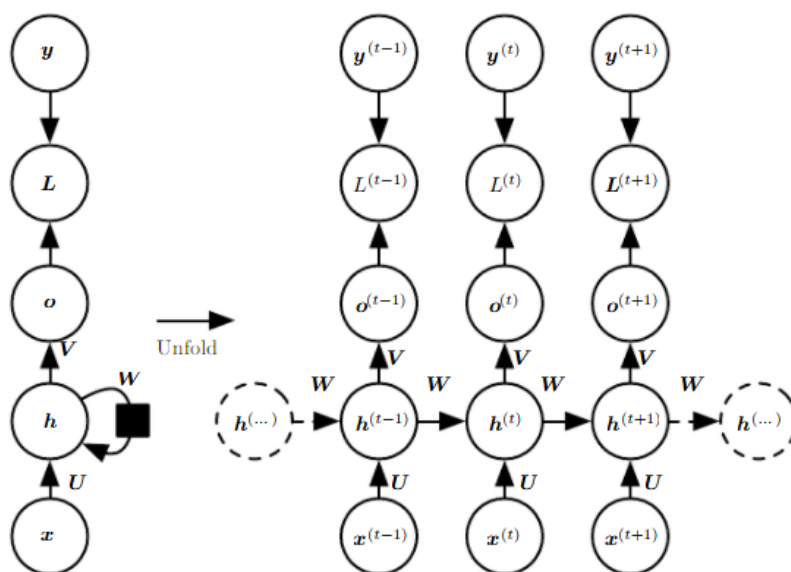 y y^(t−1) y^(t) y^(t+1)
L L^(t−1) L^(t) L^(t+1)
o o^(t−1) o^(t) o^(t+1)
Unfold
V V V V
W W W W W
h h^(...) h^(t−1) h^(t) h^(t+1) h^(...)
U U U U
x x^(t−1) x^(t) x^(t+1)